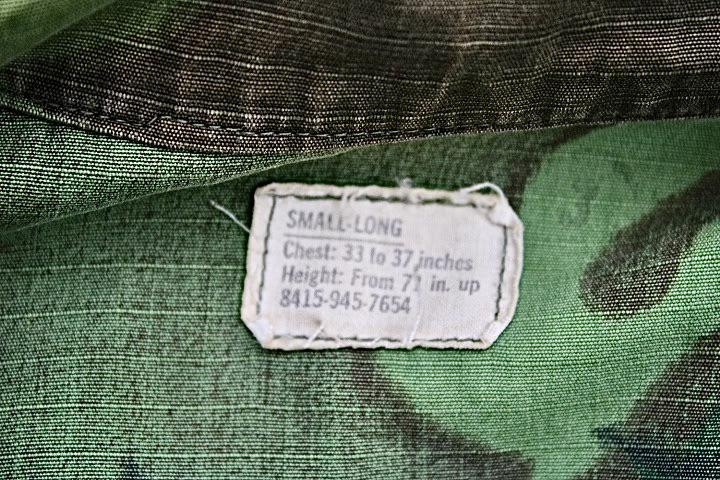 SMALL-LONG
Chest: 33 to 37 inches
Height: From 71 in. up
8415-945-7654